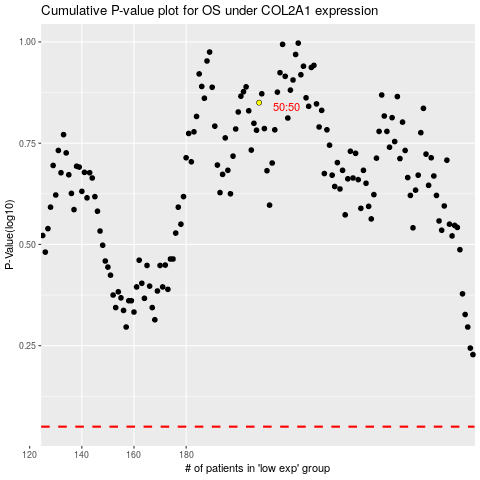 Cumulative P-value plot for OS under COL2A1 expression
1.00
0.75
0.50
0.25
P-Value(log10)
50:50
120 140 160 180
# of patients in 'low exp' group